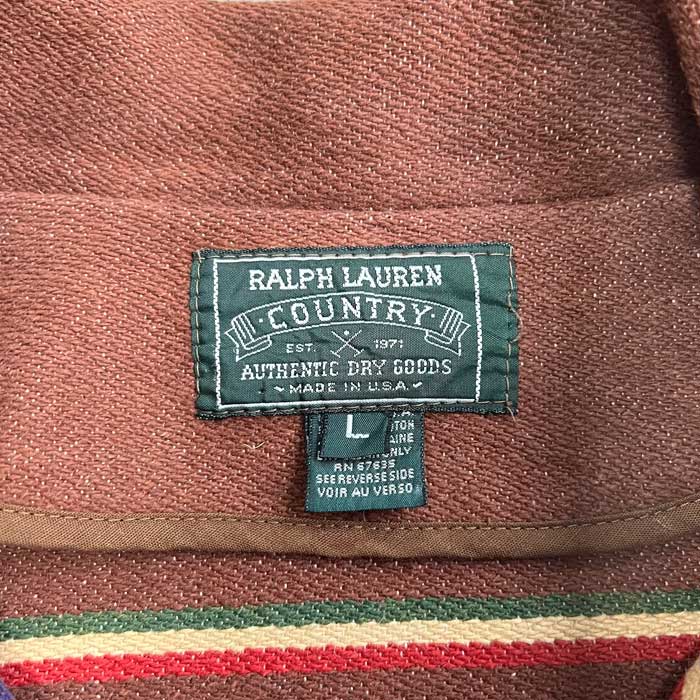 RALPH LAUREN
·COUNTRY·
EST. 1971
AUTHENTIC DRY GOODS
~MADE IN U.S.A.~
L
RN 67635
SEE REVERSE SIDE
VOIR AU VERSO